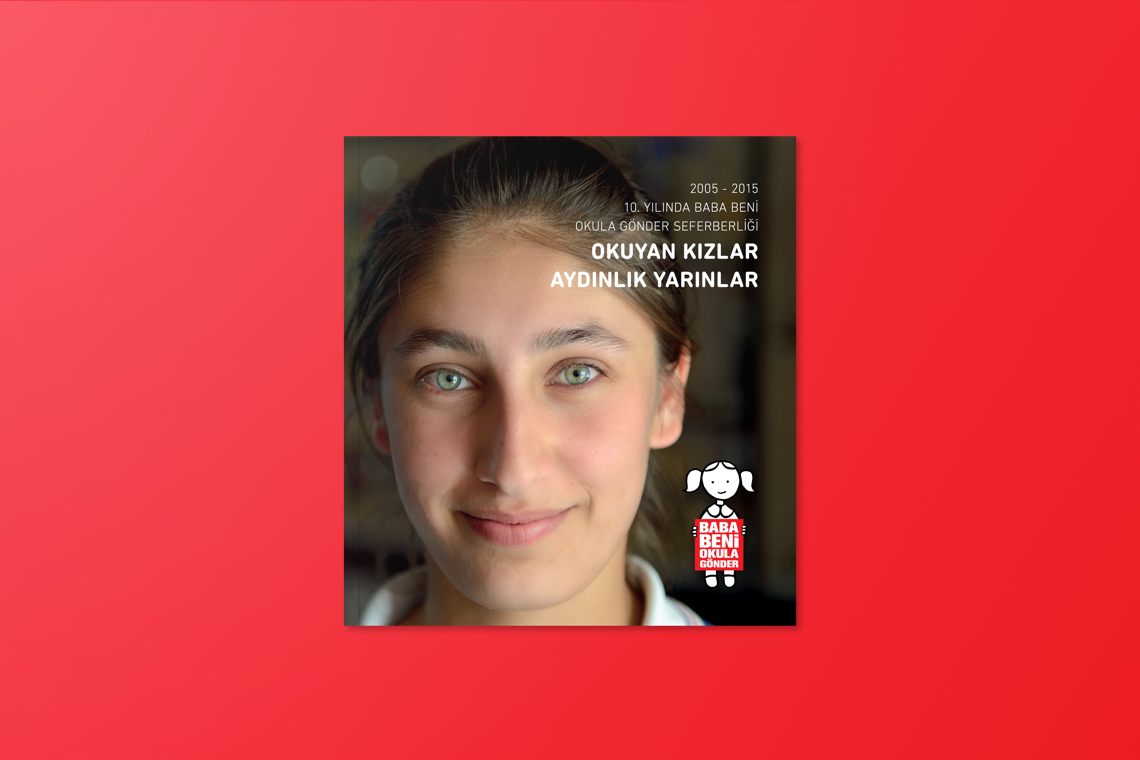 2005 - 2015
10. YILINDA BABA BENİ
OKULA GÖNDER SEFERBERLİĞİ
OKUYAN KIZLAR
AYDINLIK YARINLAR
BABA
BENİ
OKULA
GÖNDER